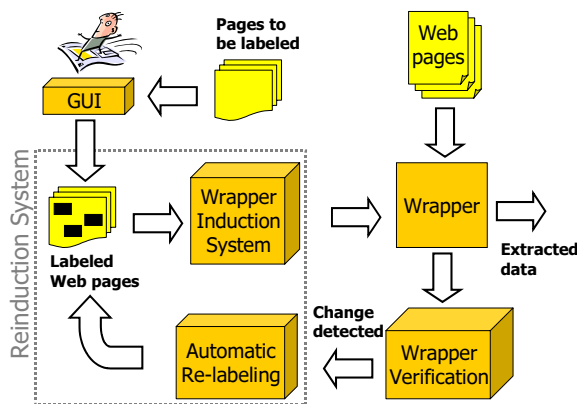 Pages to
be labeled
Web
pages
GUI
Reinduction System
Wrapper
Induction
System
Wrapper
Labeled
Web pages
Extracted
data
Change
detected
Automatic
Re-labeling
Wrapper
Verification